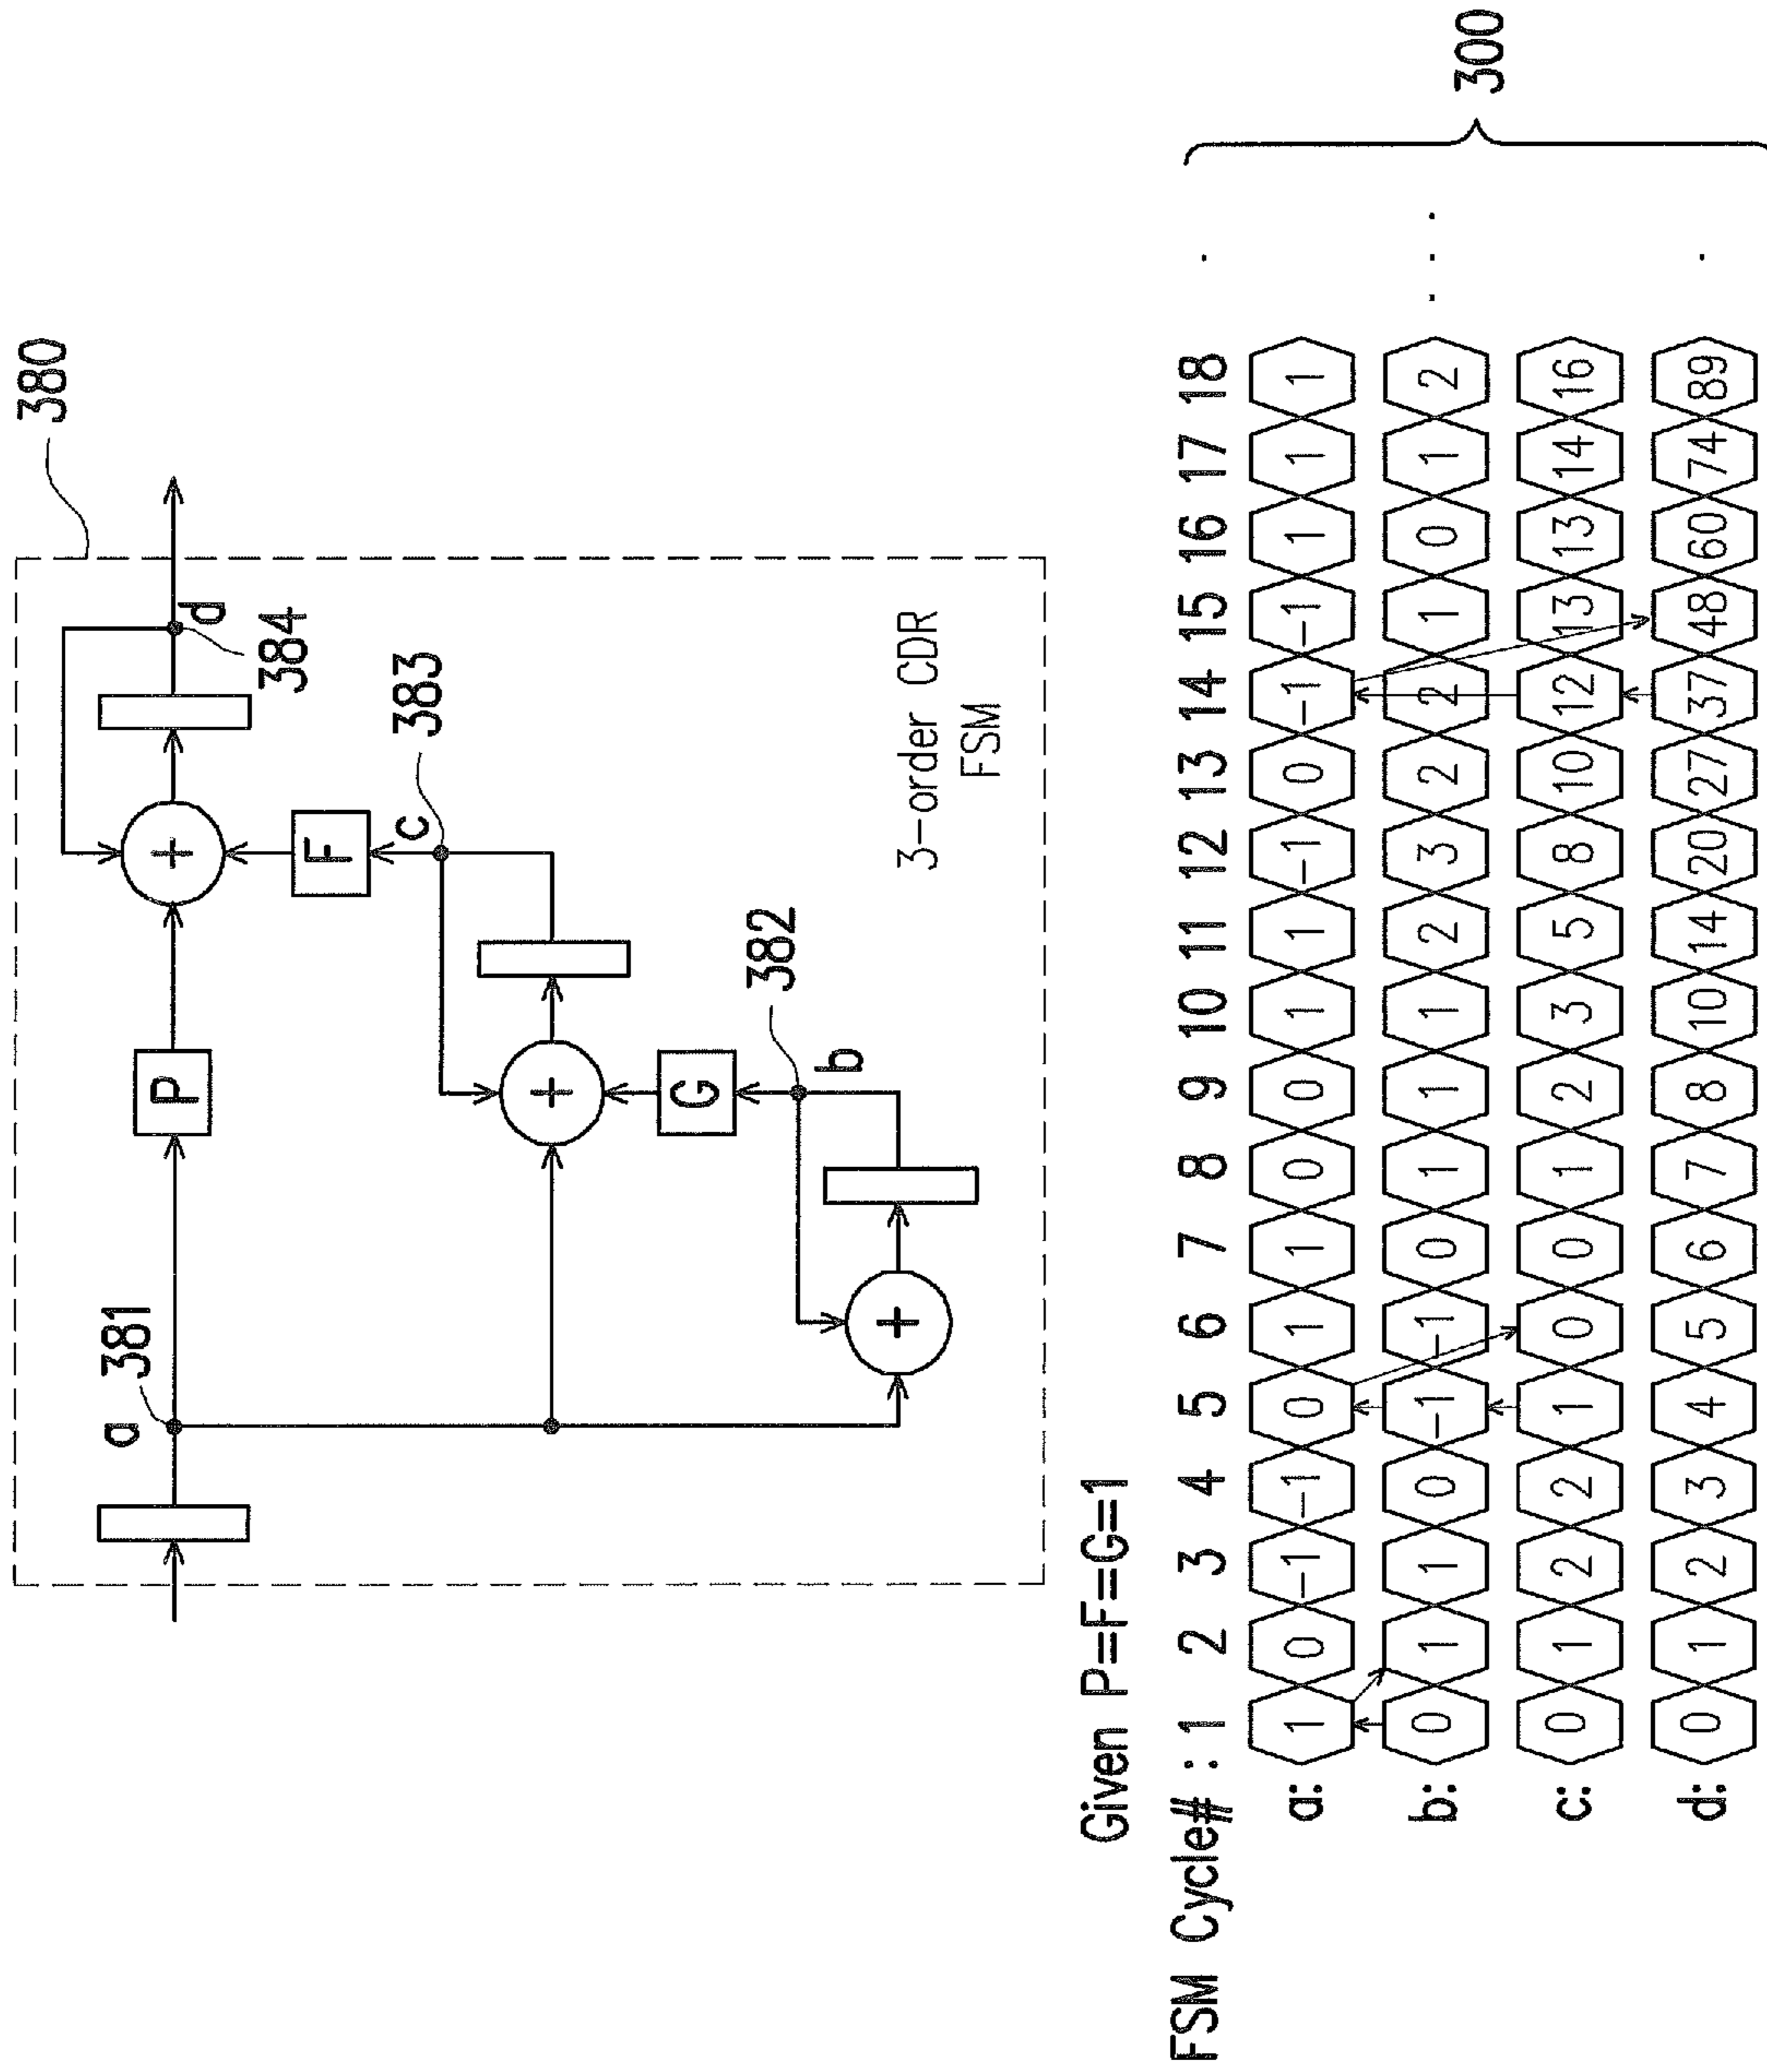 380
a
381
P
d
384
F
c
383
G
b
382
3-order CDR
FSM
Given P=F=G=1
FSM Cycle# : 1 2 3 4 5 6 7 8 9 10 11 12 13 14 15 16 17 18
a: 1 0 -1 -1 0 1 1 0 0 1 1 -1 0 -1 -1 1 1 1 .
b: 0 1 1 0 -1 -1 0 1 1 1 2 3 2 2 1 0 1 2 . . .
c: 0 1 2 2 1 0 0 1 2 3 5 8 10 12 13 13 14 16
d: 0 1 2 3 4 5 6 7 8 10 14 20 27 37 48 60 74 89 .
300